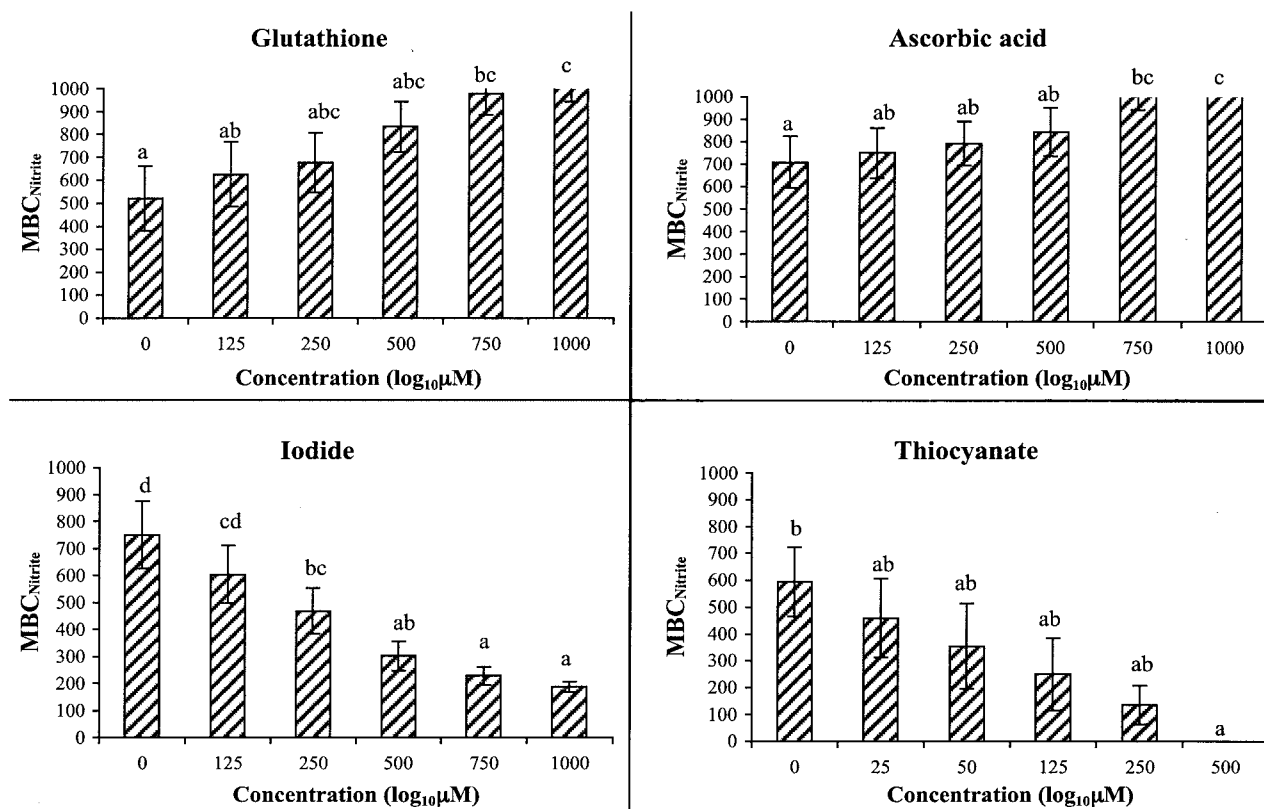 Glutathione
MBCNitrite
1000
900
800
700
600
500
400
300
200
100
0
a
ab
abc
abc
bc
c
0 125 250 500 750 1000
Concentration (log10μM)
Ascorbic acid
MBCNitrite
1000
900
800
700
600
500
400
300
200
100
0
a
ab
ab
ab
bc
c
0 125 250 500 750 1000
Concentration (log10μM)
Iodide
MBCNitrite
1000
900
800
700
600
500
400
300
200
100
0
d
cd
bc
ab
a
a
0 125 250 500 750 1000
Concentration (log10μM)
Thiocyanate
MBCNitrite
1000
900
800
700
600
500
400
300
200
100
0
b
ab
ab
ab
ab
a
0 25 50 125 250 500
Concentration (log10μM)